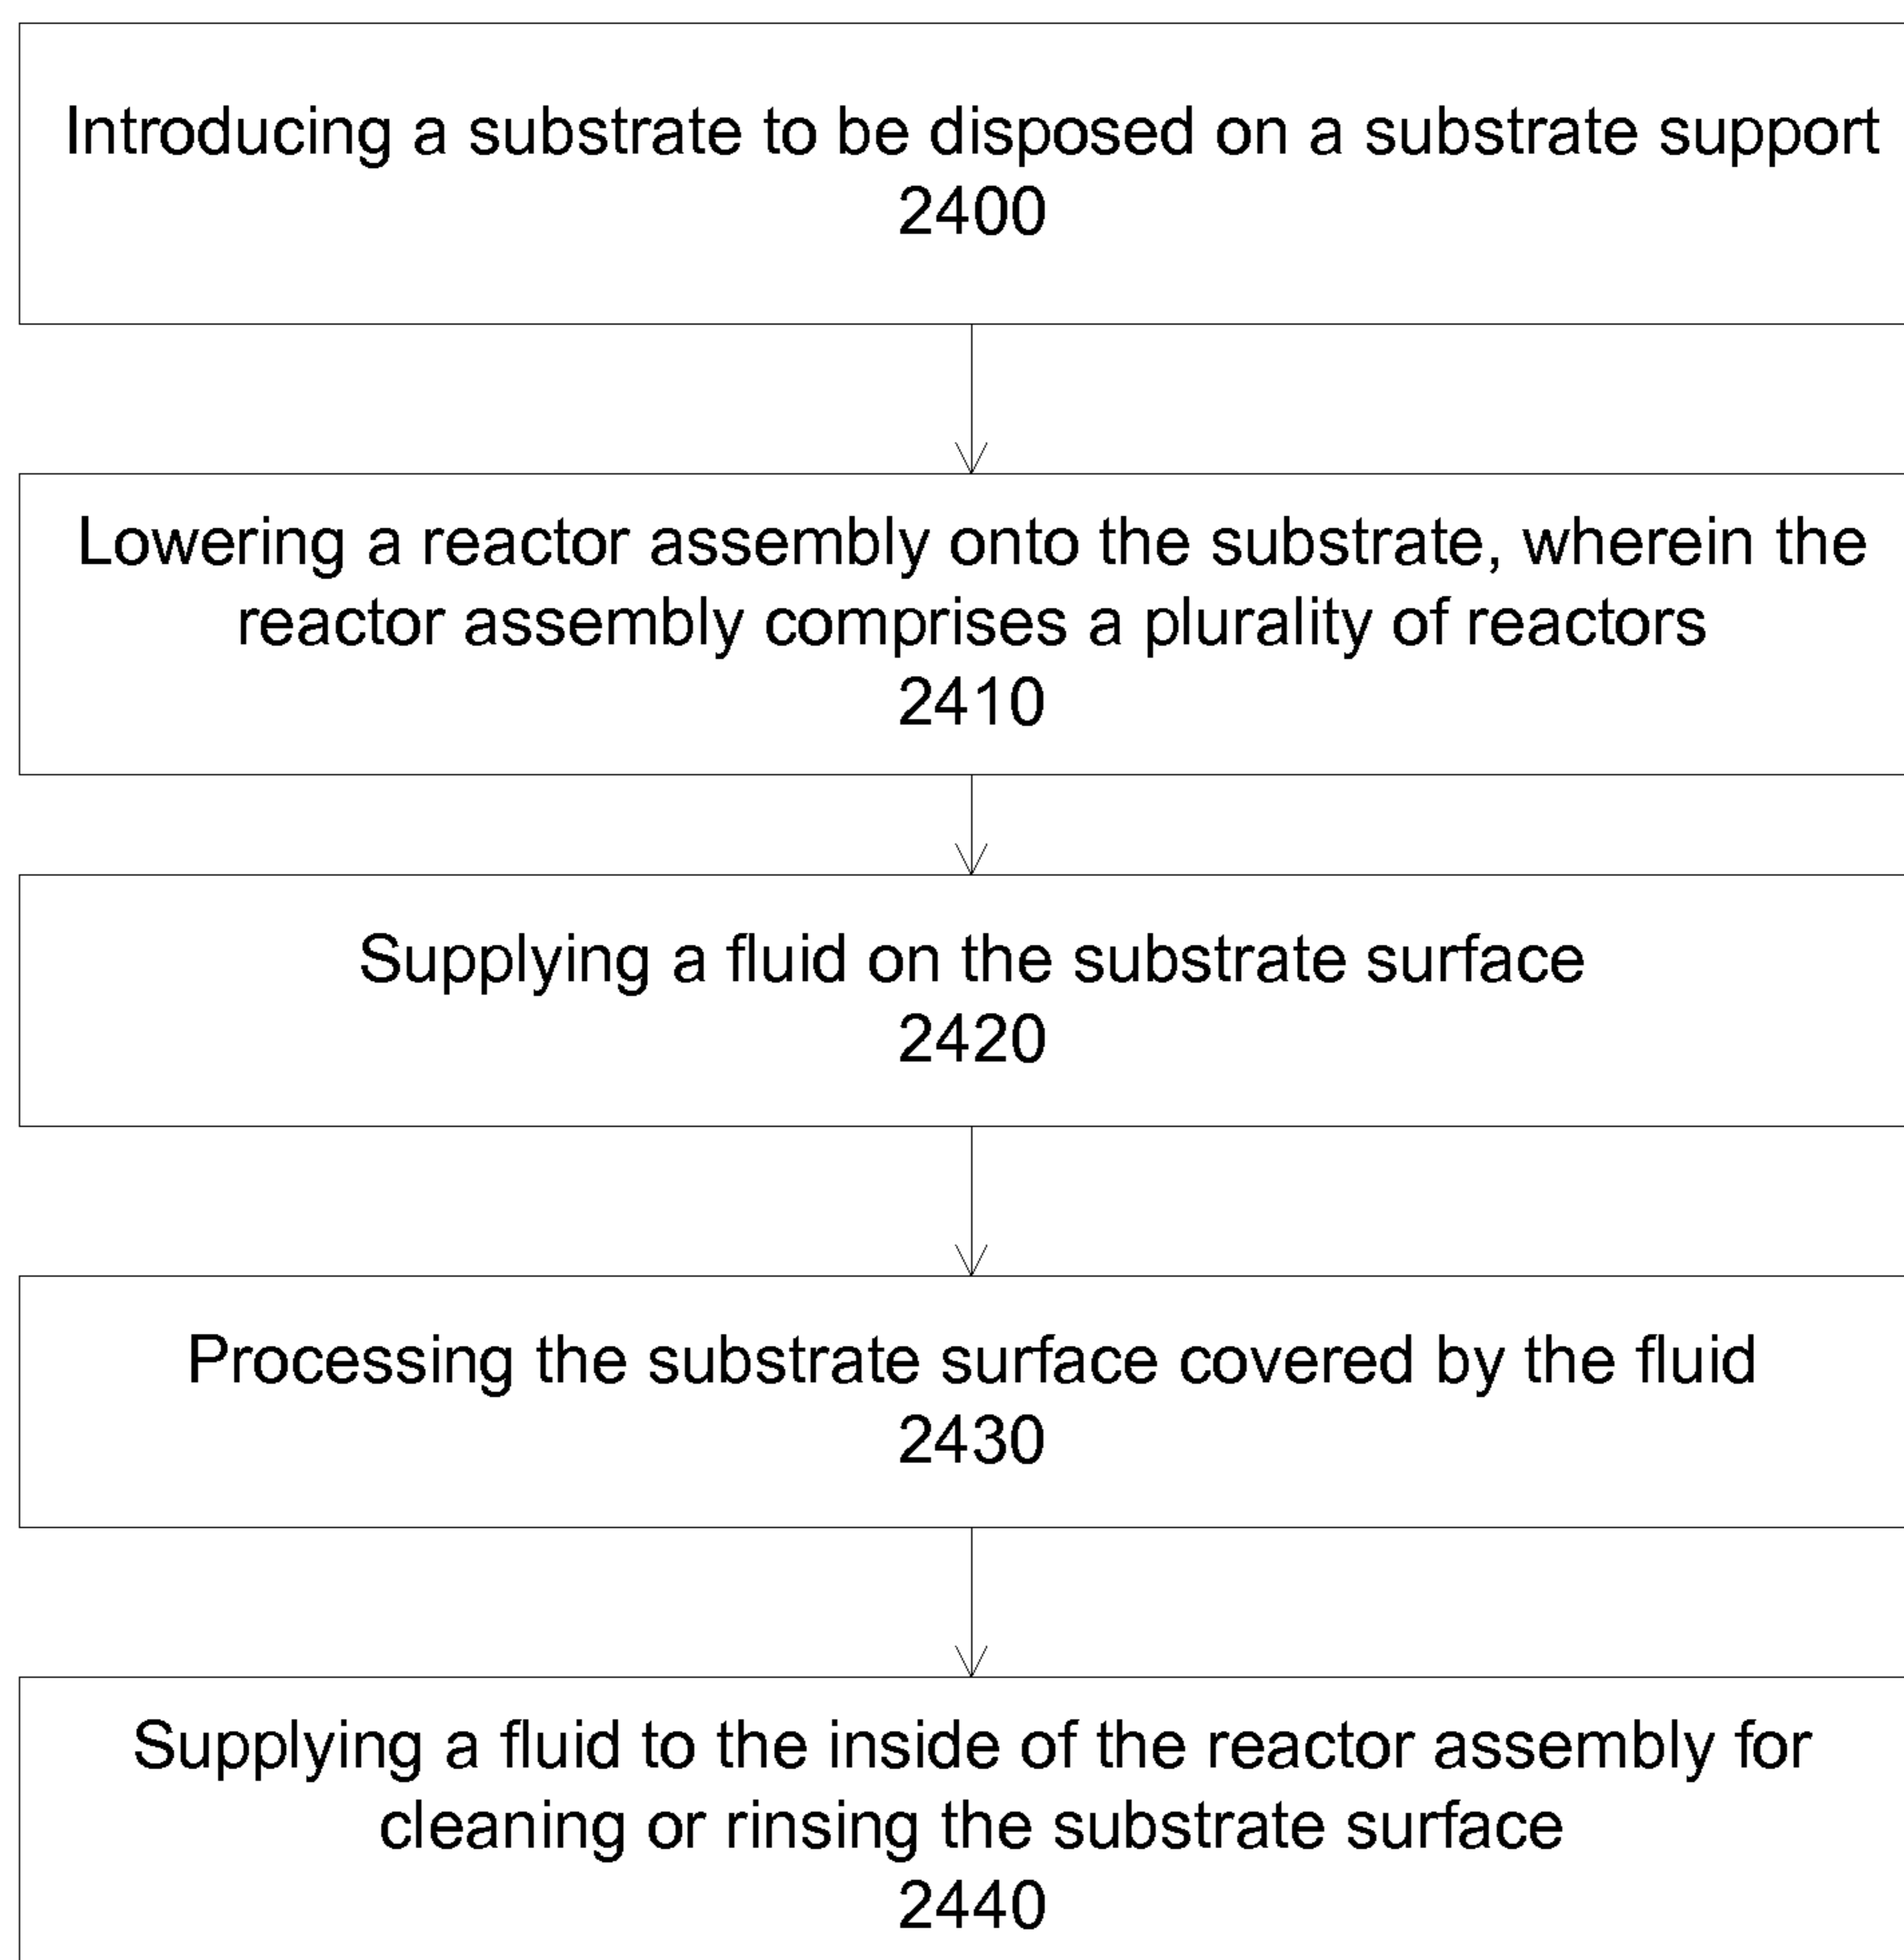 Introducing a substrate to be disposed on a substrate support
2400
Lowering a reactor assembly onto the substrate, wherein the
reactor assembly comprises a plurality of reactors
2410
Supplying a fluid on the substrate surface
2420
Processing the substrate surface covered by the fluid
2430
Supplying a fluid to the inside of the reactor assembly for
cleaning or rinsing the substrate surface
2440